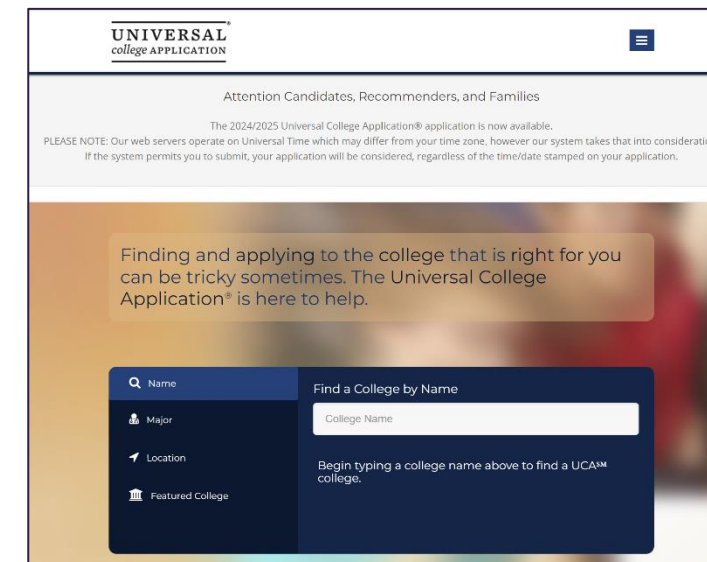 UNIVERSAL®
college APPLICATION
Attention Candidates, Recommenders, and Families
The 2024/2025 Universal College Application® application is now available.
PLEASE NOTE: Our web servers operate on Universal Time which may differ from your time zone, however our system takes that into considerati
If the system permits you to submit, your application will be considered, regardless of the time/date stamped on your application.
Finding and applying to the college that is right for you
can be tricky sometimes. The Universal College
Application® is here to help.
Name
Find a College by Name
College Name
Major
Location
Begin typing a college name above to find a UCA℠
college.
Featured College